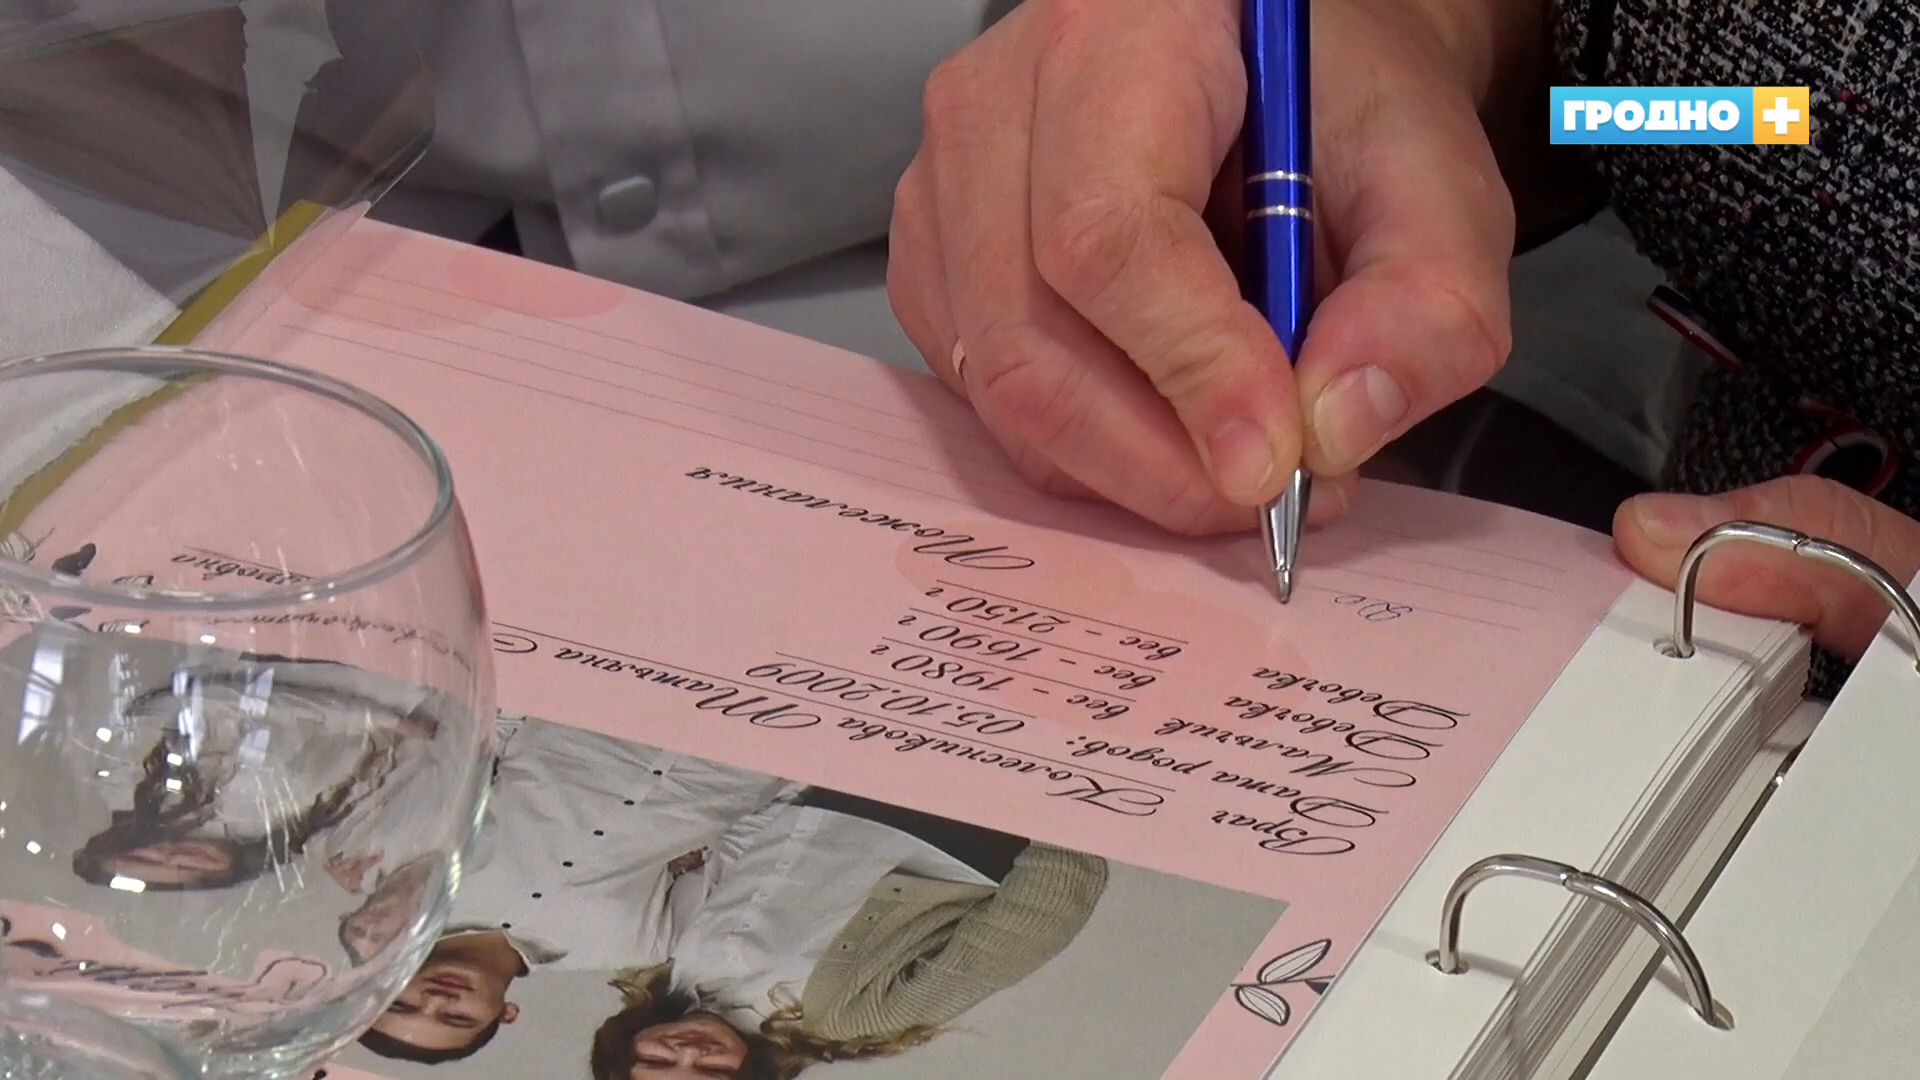 ГРОДНО +
Врач Колесникова Татьяна
Дата родов: 05.10.2009
Мальчик вес - 1980 г
Девочка вес - 1690 г
Девочка вес - 2150 г
Пожелания